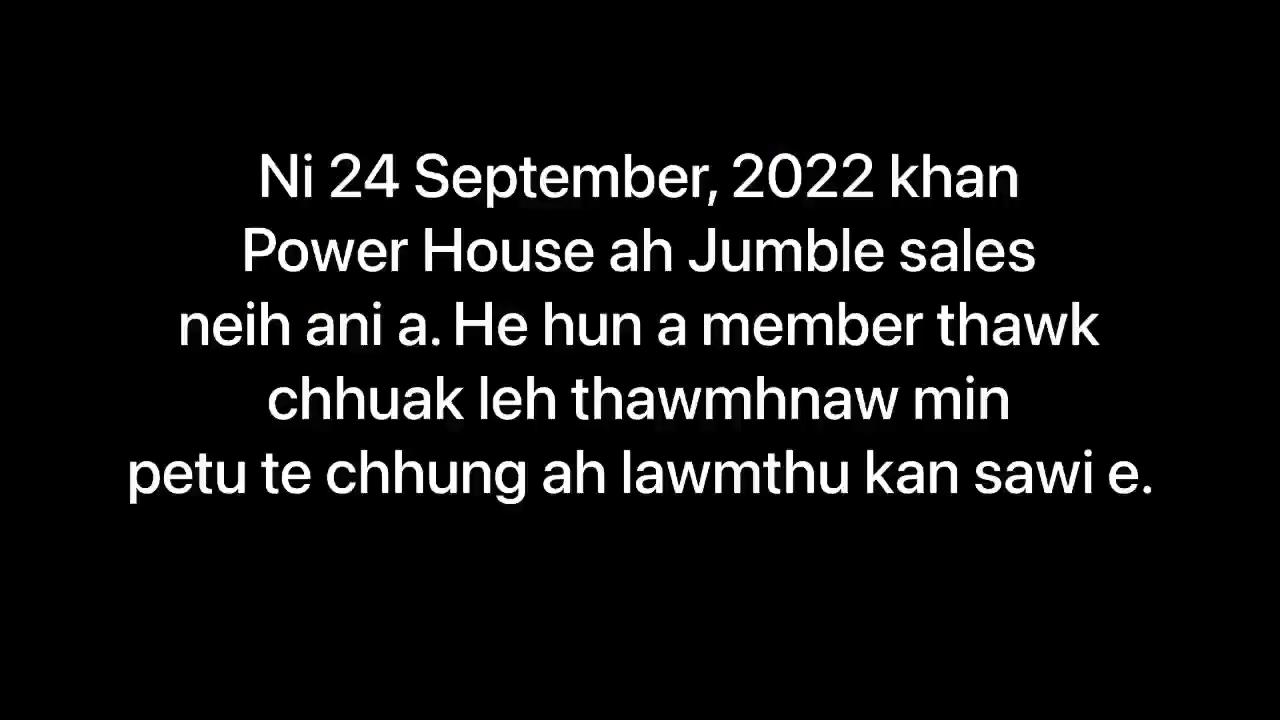 Ni 24 September, 2022 khan
Power House ah Jumble sales
neih ani a. He hun a member thawk
chhuak leh thawmhnaw min
petu te chhung ah lawmthu kan sawi e.